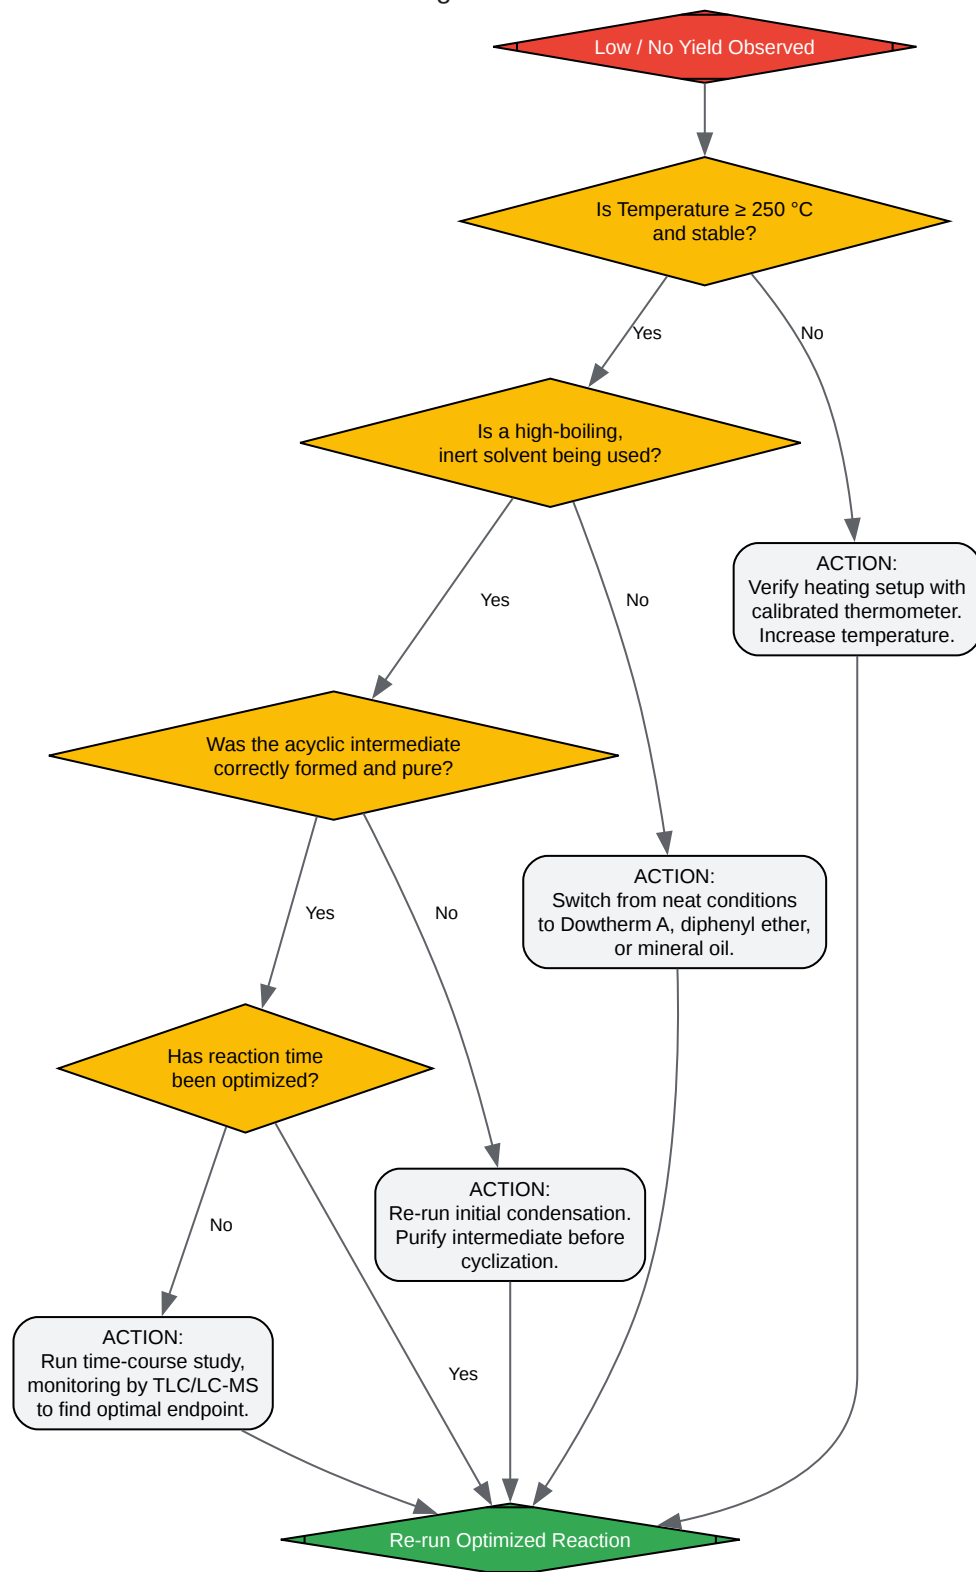 Low / No Yield Observed
Is Temperature ≥ 250 °C
and stable?
Yes
No
Is a high-boiling,
inert solvent being used?
ACTION:
Verify heating setup with
calibrated thermometer.
Increase temperature.
Yes
No
Was the acyclic intermediate
correctly formed and pure?
ACTION:
Switch from neat conditions
to Dowtherm A, diphenyl ether,
or mineral oil.
Yes
No
Has reaction time
been optimized?
ACTION:
Re-run initial condensation.
Purify intermediate before
cyclization.
No
Yes
ACTION:
Run time-course study,
monitoring by TLC/LC-MS
to find optimal endpoint.
Re-run Optimized Reaction